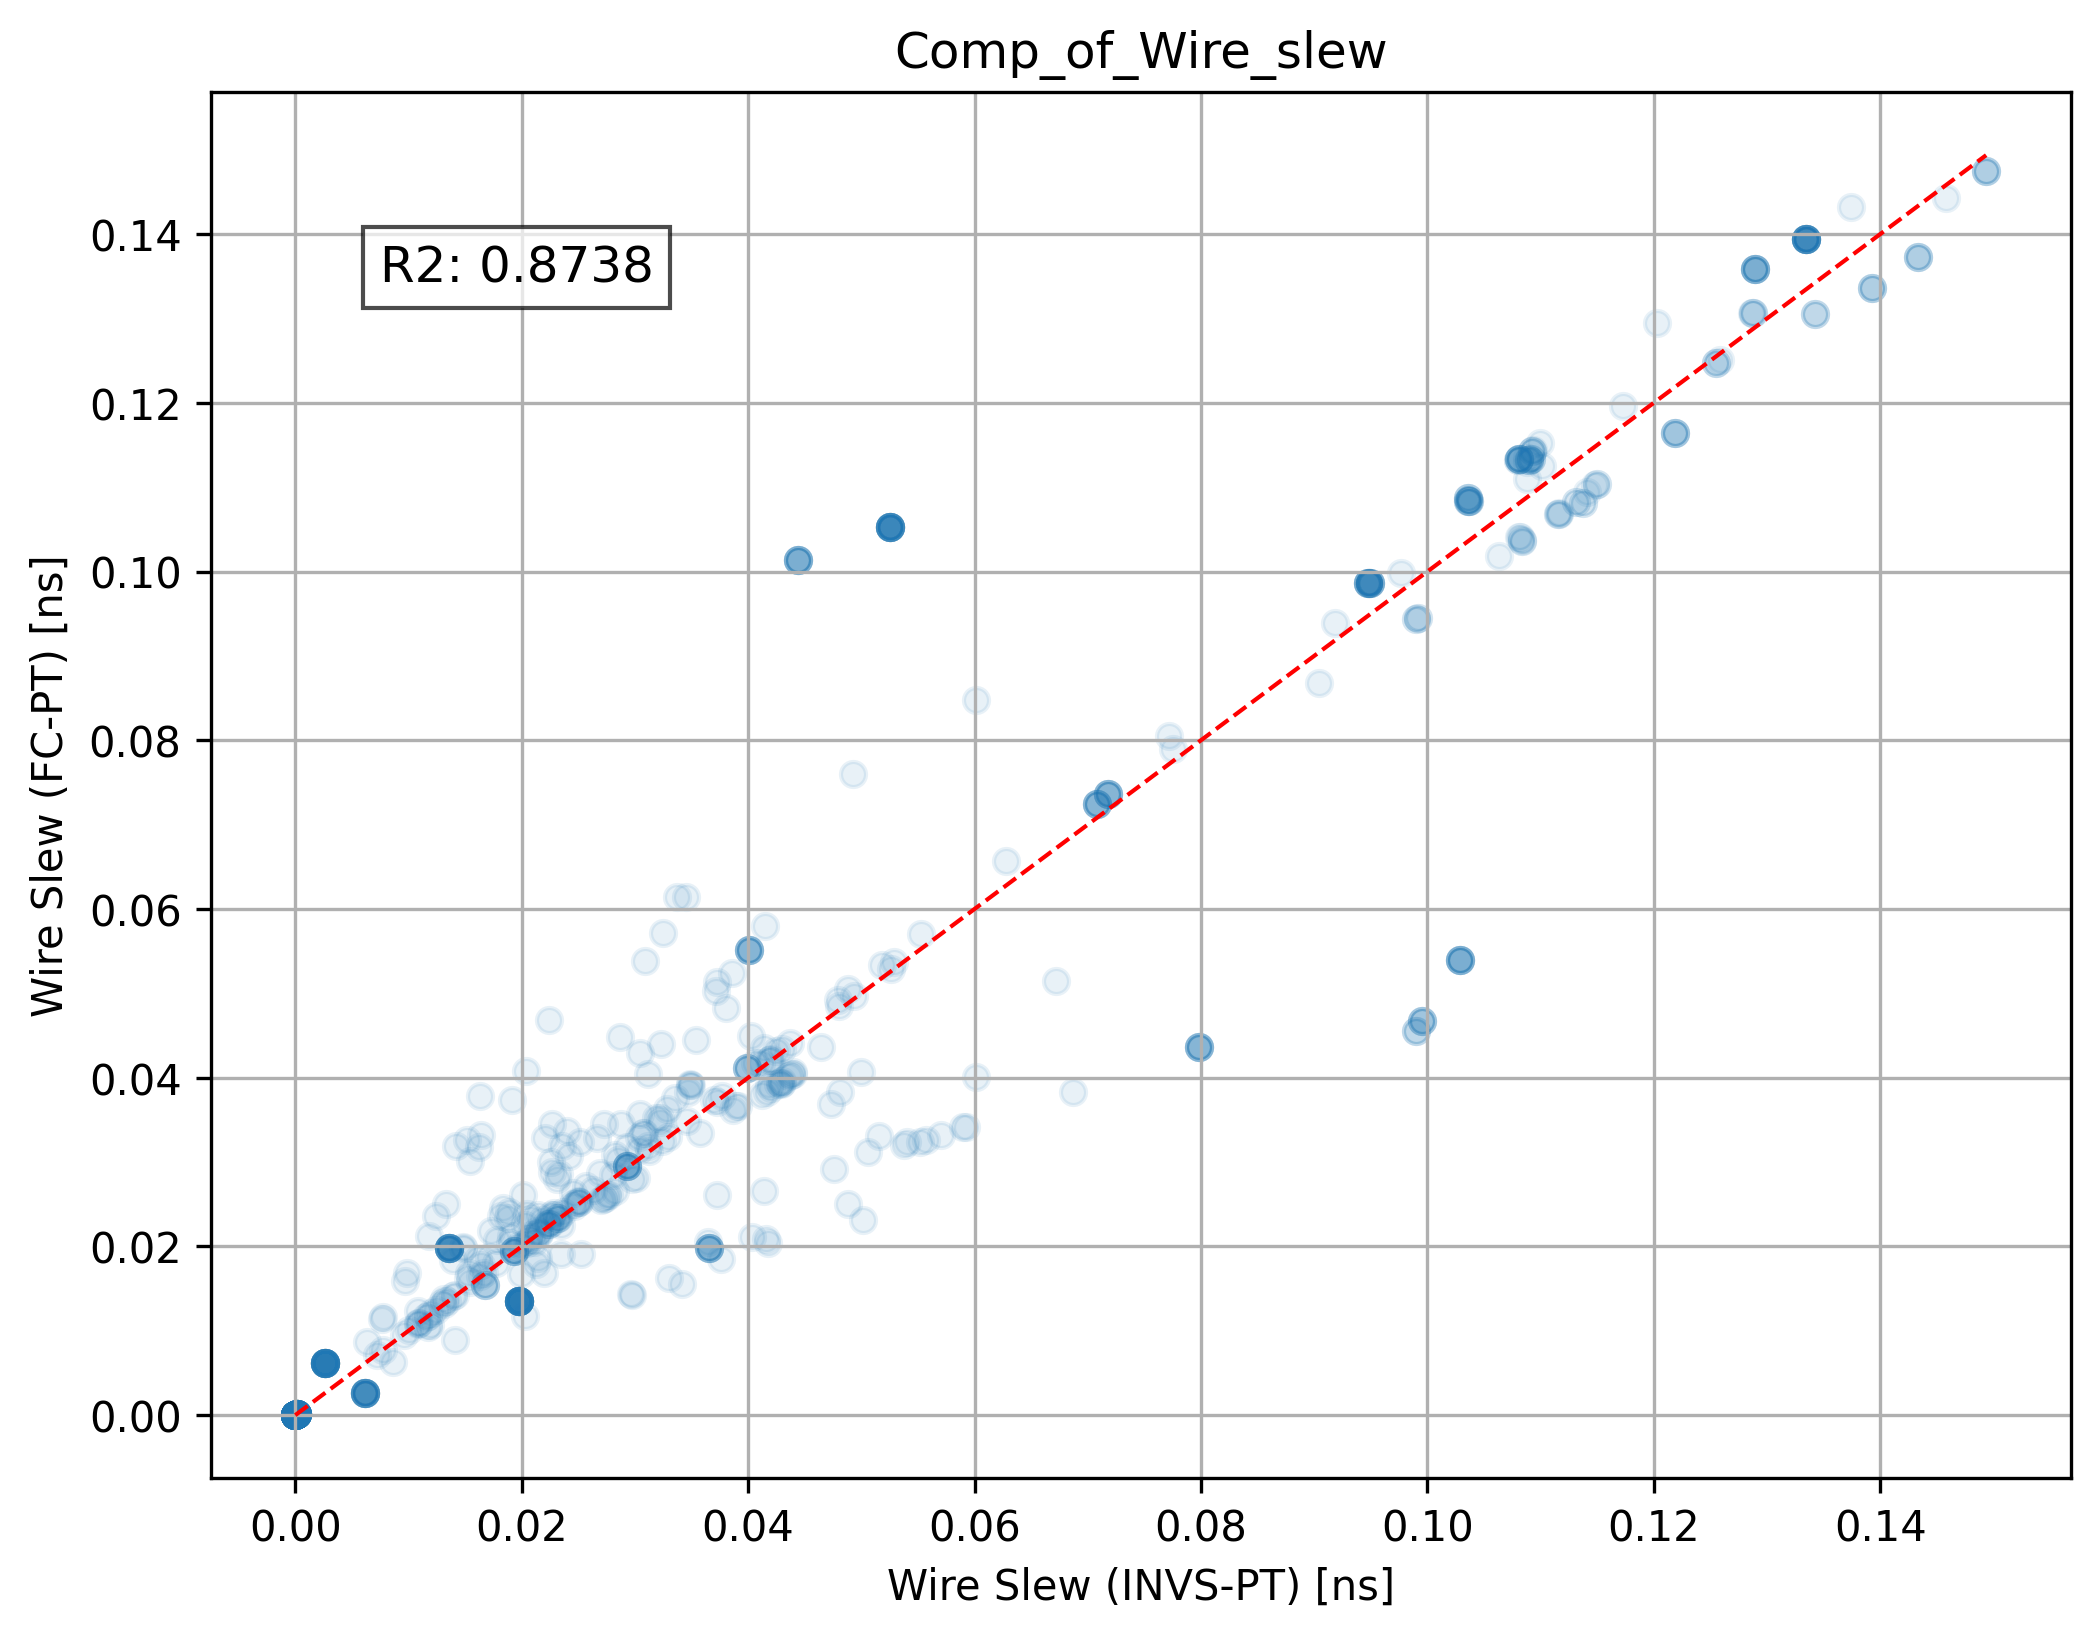 Comp_of_Wire_slew
R2: 0.8738
Wire Slew (FC-PT) [ns]
0.14
0.12
0.10
0.08
0.06
0.04
0.02
0.00
0.00 0.02 0.04 0.06 0.08 0.10 0.12 0.14
Wire Slew (INVS-PT) [ns]